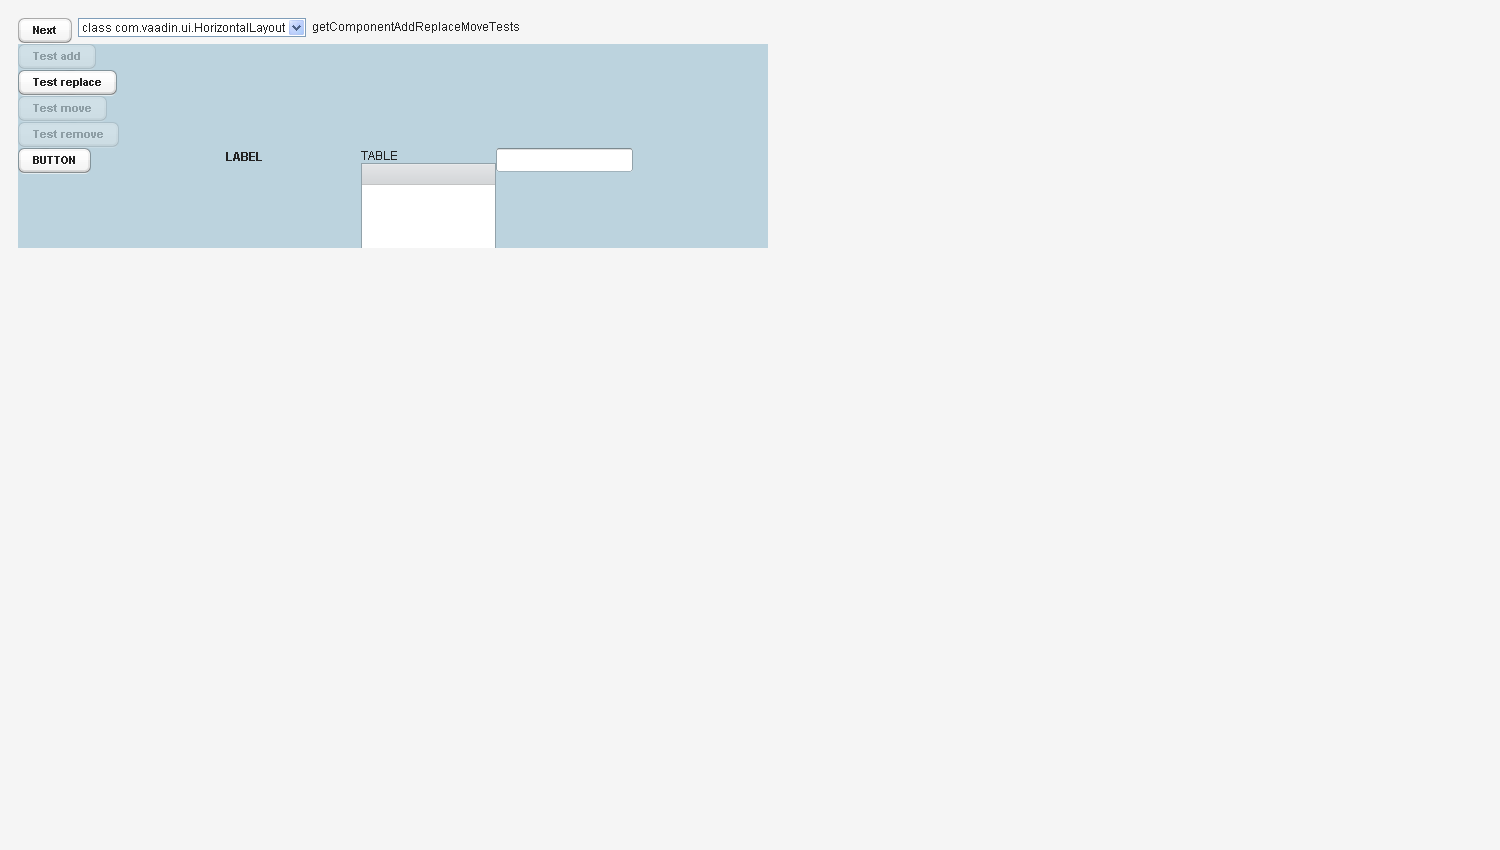 Next class com.vaadin.ui.HorizontalLayout getComponentAddReplaceMoveTests
Test add
Test replace
Test move
Test remove
BUTTON LABEL TABLE